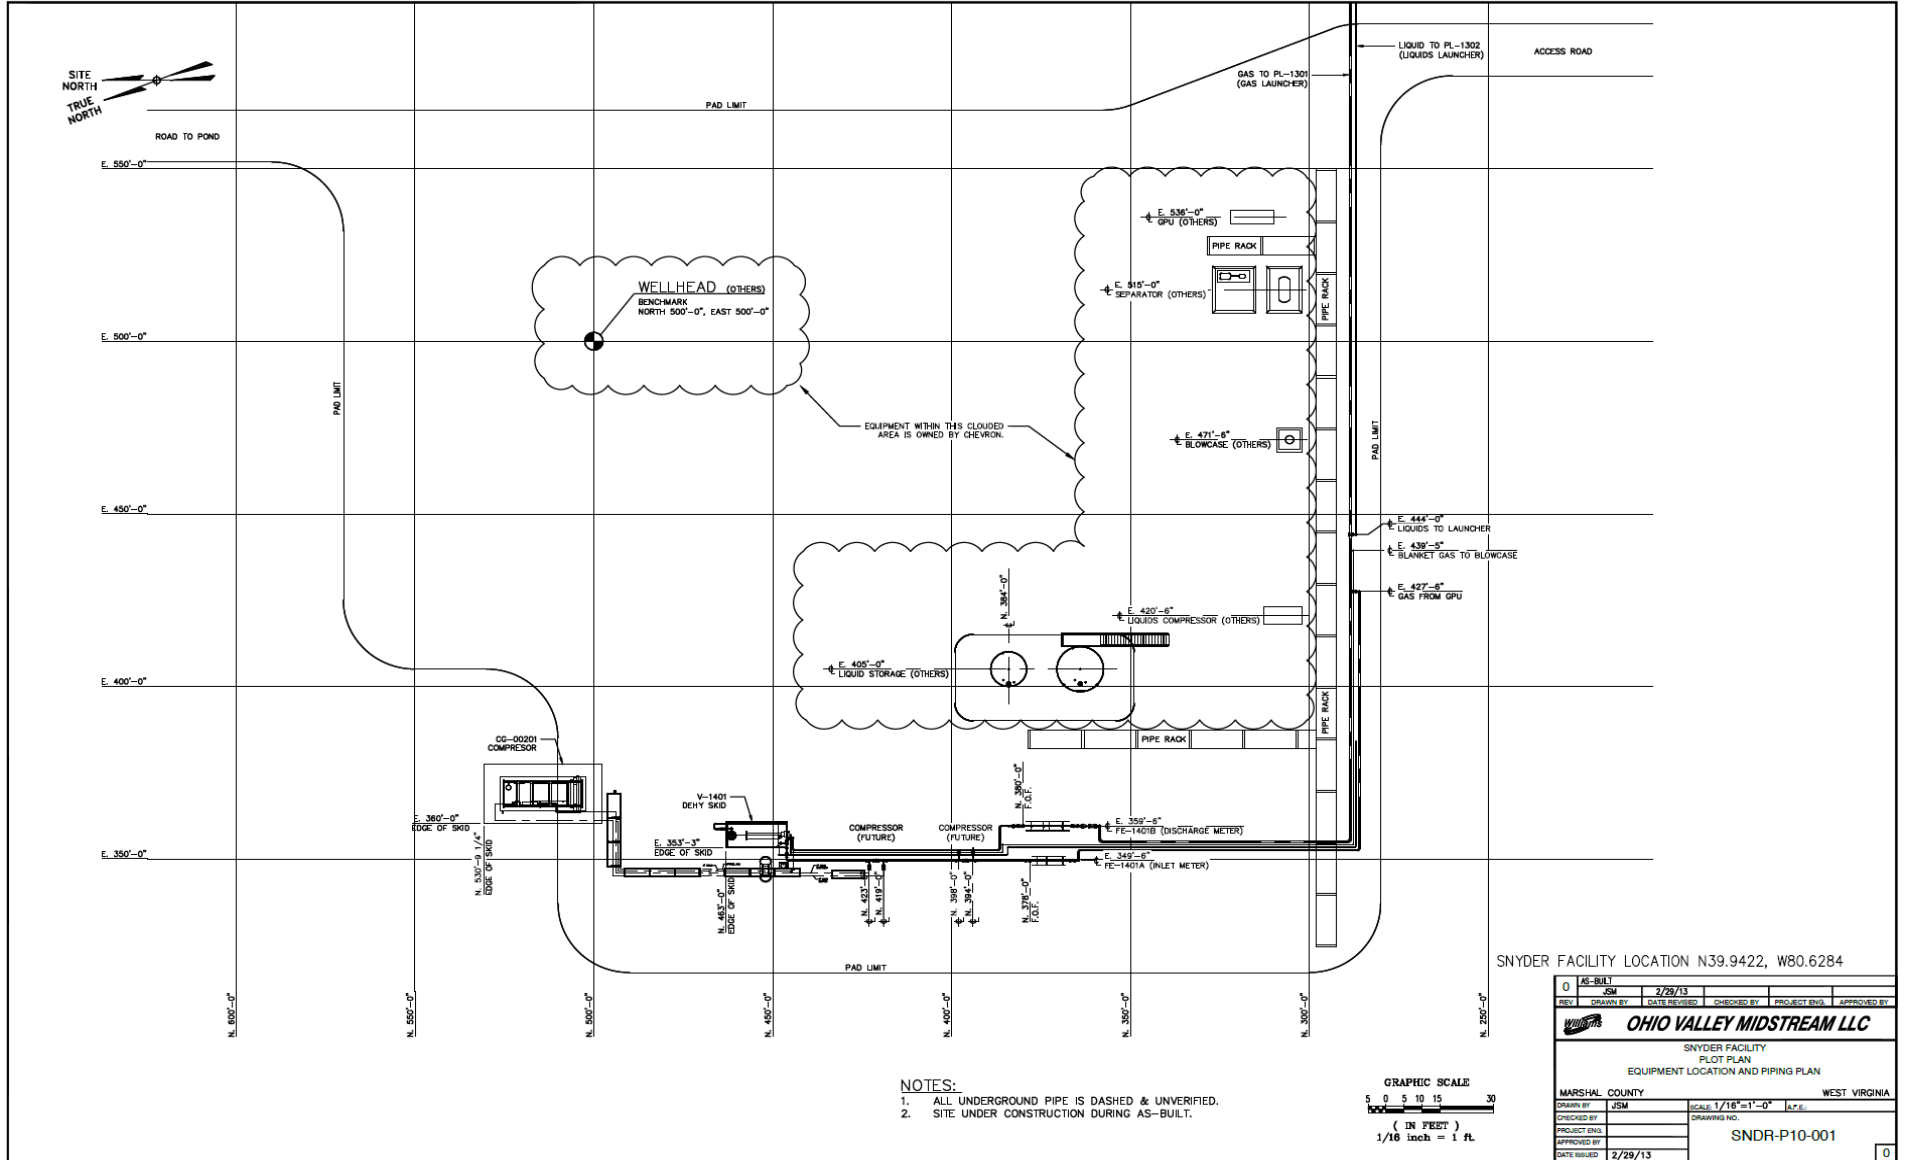 SITE
NORTH
TRUE
NORTH
ROAD TO POND
PAD LIMIT
GAS TO PL-1301
(GAS LAUNCHER)
LIQUID TO PL-1302
(LIQUIDS LAUNCHER)
ACCESS ROAD
E. 550'-0"
E. 536'-0"
GPU (OTHERS)
PIPE RACK
E. 515'-0"
SEPARATOR (OTHERS)
PIPE RACK
WELLHEAD (OTHERS)
BENCHMARK
NORTH 500'-0", EAST 500'-0"
E. 500'-0"
PAD LIMIT
EQUIPMENT WITHIN THIS CLOUDED
AREA IS OWNED BY CHEVRON.
E. 471'-6"
BLOWCASE (OTHERS)
PAD LIMIT
E. 450'-0"
E. 444'-0"
LIQUIDS TO LAUNCHER
E. 439'-5"
BLANKET GAS TO BLOWCASE
E. 427'-6"
GAS FROM GPU
N. 384'-0"
E. 420'-6"
LIQUIDS COMPRESSOR (OTHERS)
E. 405'-0"
LIQUID STORAGE (OTHERS)
E. 400'-0"
PIPE RACK
PIPE RACK
CG-00201
COMPRESOR
V-1401
DEHY SKID
N. 380'-0"
F.O.F.
E. 360'-0"
EDGE OF SKID
COMPRESSOR
(FUTURE)
COMPRESSOR
(FUTURE)
E. 359'-6"
FE-1401B (DISCHARGE METER)
E. 353'-3"
EDGE OF SKID
E. 350'-0"
E. 349'-6"
FE-1401A (INLET METER)
N. 530'-9 1/4"
EDGE OF SKID
N. 463'-0"
EDGE OF SKID
N. 423'-0"
N. 419'-0"
N. 398'-0"
N. 394'-0"
N. 378'-0"
F.O.F.
PAD LIMIT
N. 600'-0"
N. 550'-0"
N. 500'-0"
N. 450'-0"
N. 400'-0"
N. 350'-0"
N. 300'-0"
N. 250'-0"
SNYDER FACILITY LOCATION N39.9422, W80.6284
0 AS-BUILT
JSM 2/29/13
REV DRAWN BY DATE REVISED CHECKED BY PROJECT ENG. APPROVED BY
Williams OHIO VALLEY MIDSTREAM LLC
SNYDER FACILITY
PLOT PLAN
EQUIPMENT LOCATION AND PIPING PLAN
MARSHAL COUNTY WEST VIRGINIA
DRAWN BY JSM SCALE: 1/16"=1'-0" A.F.E.:
CHECKED BY DRAWING NO.
PROJECT ENG. SNDR-P10-001
APPROVED BY
DATE ISSUED 2/29/13 0
NOTES:
1. ALL UNDERGROUND PIPE IS DASHED & UNVERIFIED.
2. SITE UNDER CONSTRUCTION DURING AS-BUILT.
GRAPHIC SCALE
5 0 5 10 15 30
( IN FEET )
1/16 inch = 1 ft.